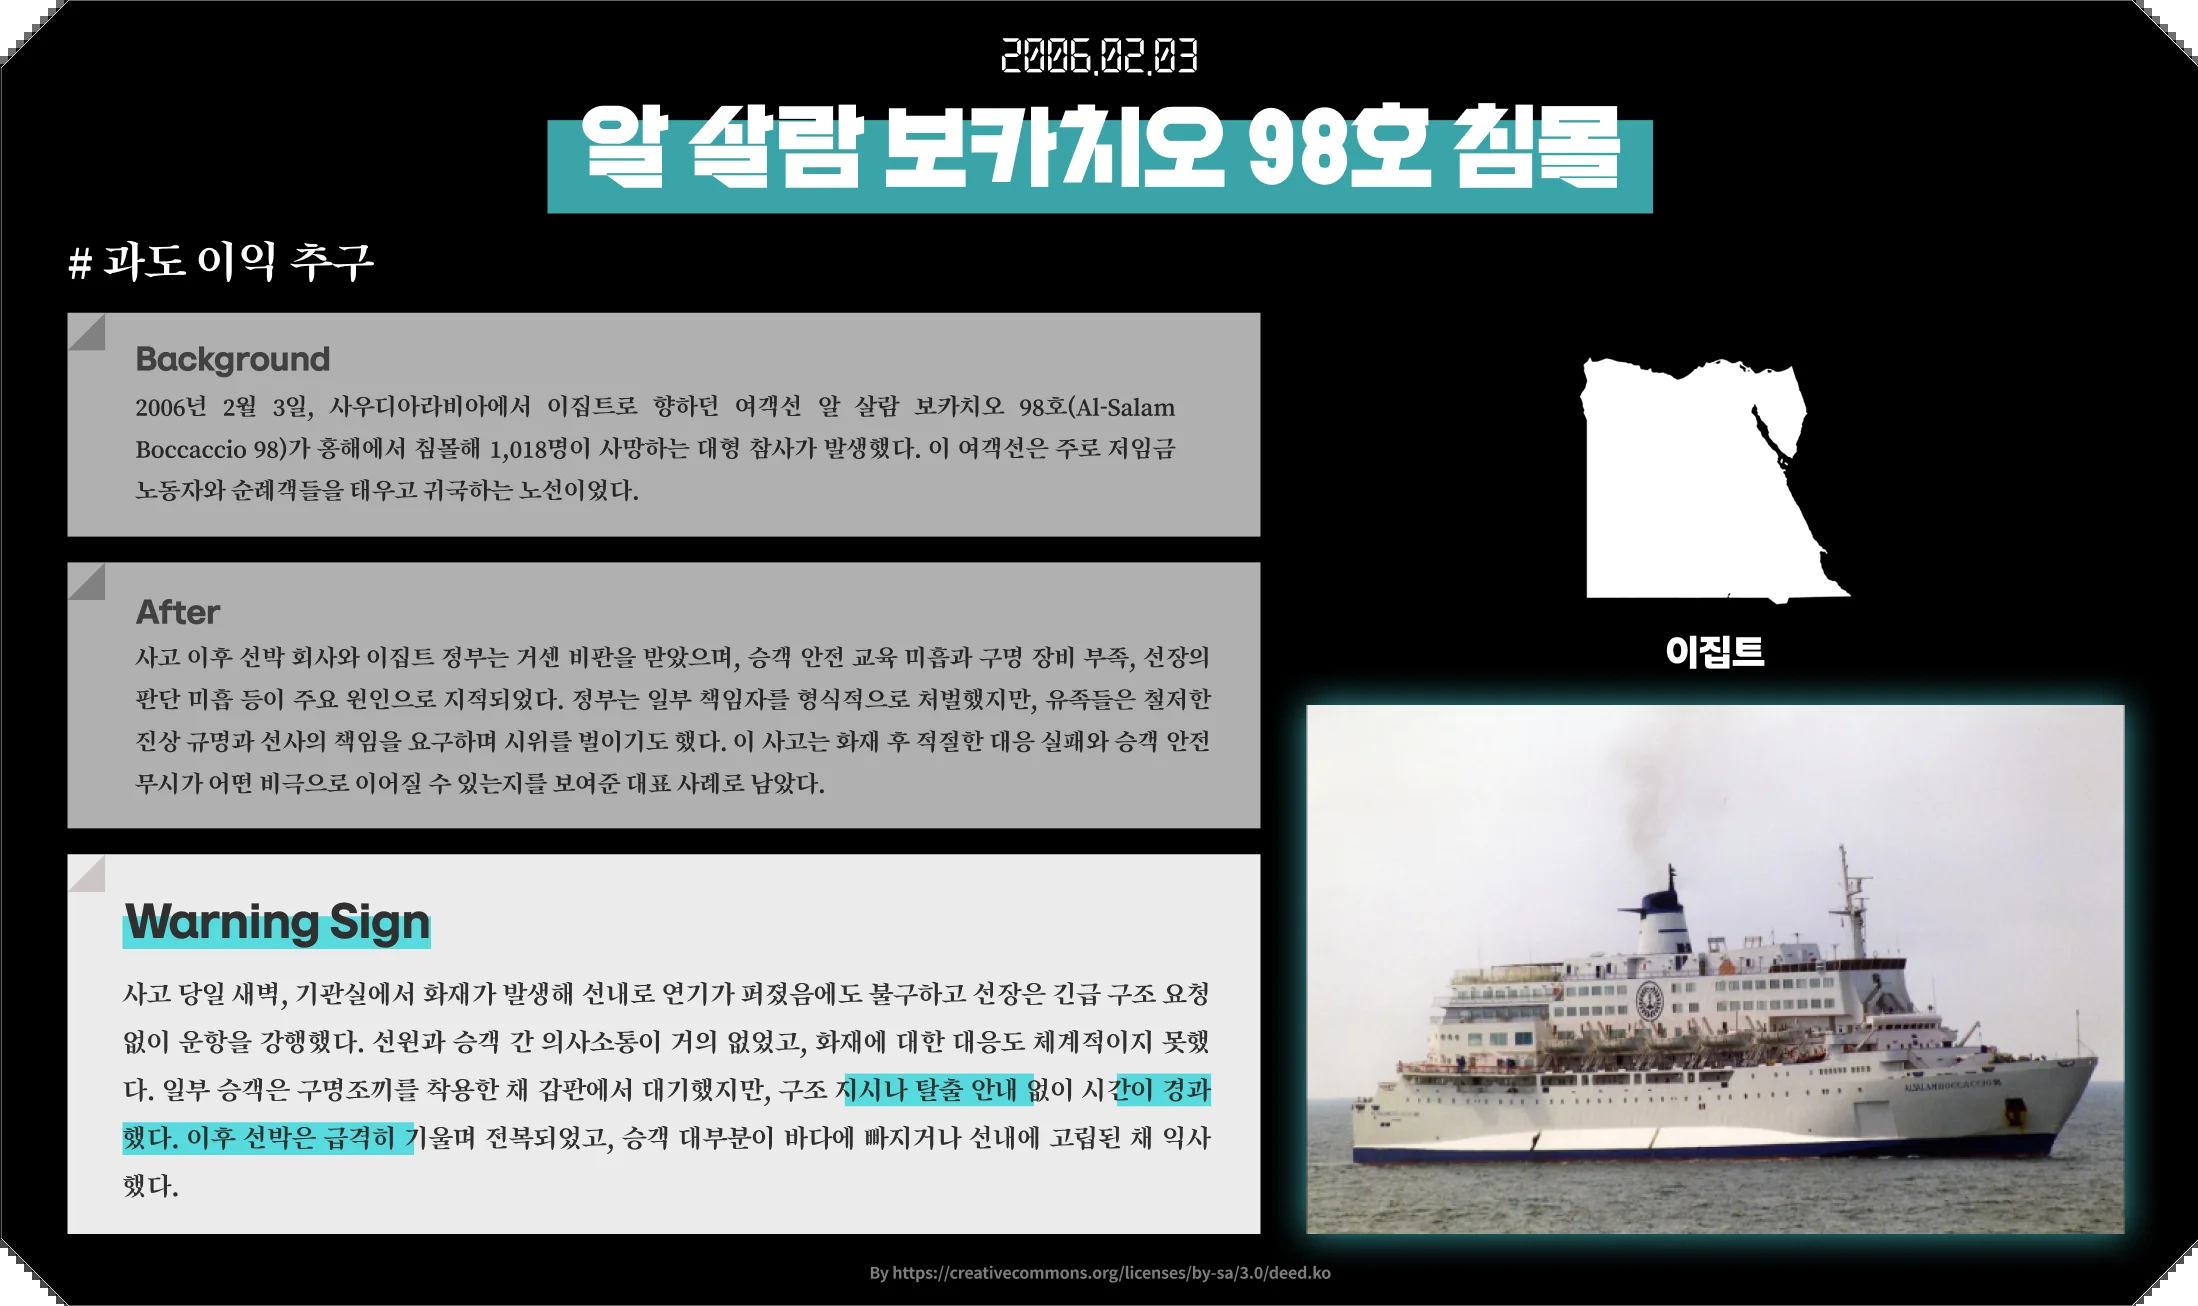 2006.02.03
알 살람 보카치오 98호 침몰
# 과도 이익 추구
Background
2006년 2월 3일, 사우디아라비아에서 이집트로 향하던 여객선 알 살람 보카치오 98호(Al-Salam
Boccaccio 98)가 홍해에서 침몰해 1,018명이 사망하는 대형 참사가 발생했다. 이 여객선은 주로 저임금
노동자와 순례객들을 태우고 귀국하는 노선이었다.
After
사고 이후 선박 회사와 이집트 정부는 거센 비판을 받았으며, 승객 안전 교육 미흡과 구명 장비 부족, 선장의
판단 미흡 등이 주요 원인으로 지적되었다. 정부는 일부 책임자를 형식적으로 처벌했지만, 유족들은 철저한
진상 규명과 선사의 책임을 요구하며 시위를 벌이기도 했다. 이 사고는 화재 후 적절한 대응 실패와 승객 안전
무시가 어떤 비극으로 이어질 수 있는지를 보여준 대표 사례로 남았다.
Warning Sign
사고 당일 새벽, 기관실에서 화재가 발생해 선내로 연기가 퍼졌음에도 불구하고 선장은 긴급 구조 요청
없이 운항을 강행했다. 선원과 승객 간 의사소통이 거의 없었고, 화재에 대한 대응도 체계적이지 못했
다. 일부 승객은 구명조끼를 착용한 채 갑판에서 대기했지만, 구조 지시나 탈출 안내 없이 시간이 경과
했다. 이후 선박은 급격히 기울며 전복되었고, 승객 대부분이 바다에 빠지거나 선내에 고립된 채 익사
했다.
이집트
By https://creativecommons.org/licenses/by-sa/3.0/deed.ko